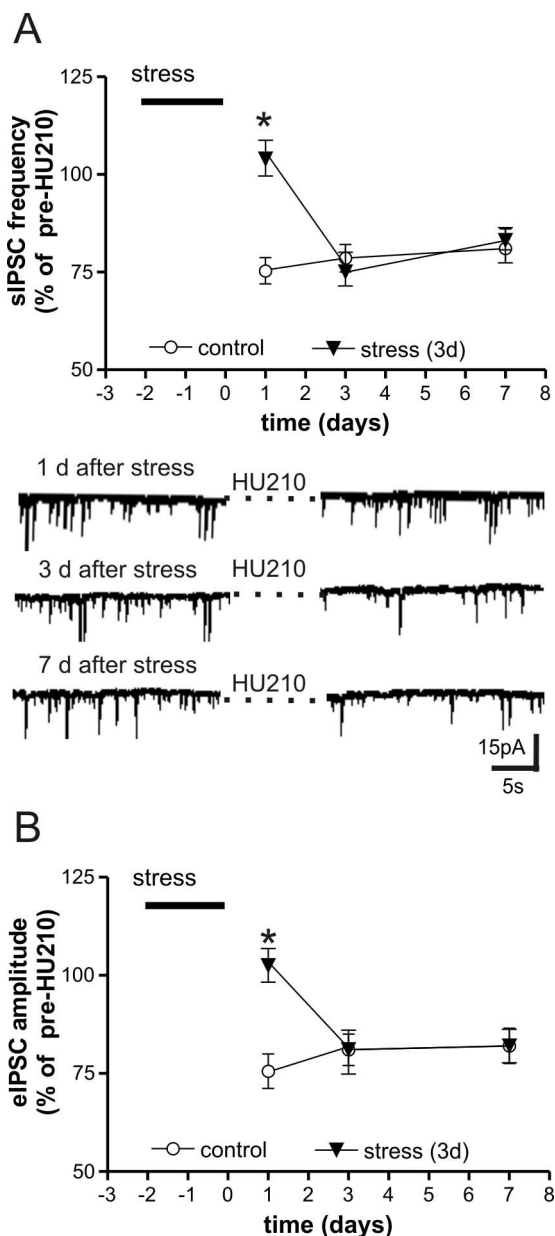 A
stress
*
125
100
75
50
sIPSC frequency
(% of pre-HU210)
control
stress (3d)
-3 -2 -1 0 1 2 3 4 5 6 7 8
time (days)
1 d after stress
HU210
3 d after stress
HU210
7 d after stress
HU210
15pA
5s
B
stress
*
125
100
75
50
eIPSC amplitude
(% of pre-HU210)
control
stress (3d)
-3 -2 -1 0 1 2 3 4 5 6 7 8
time (days)